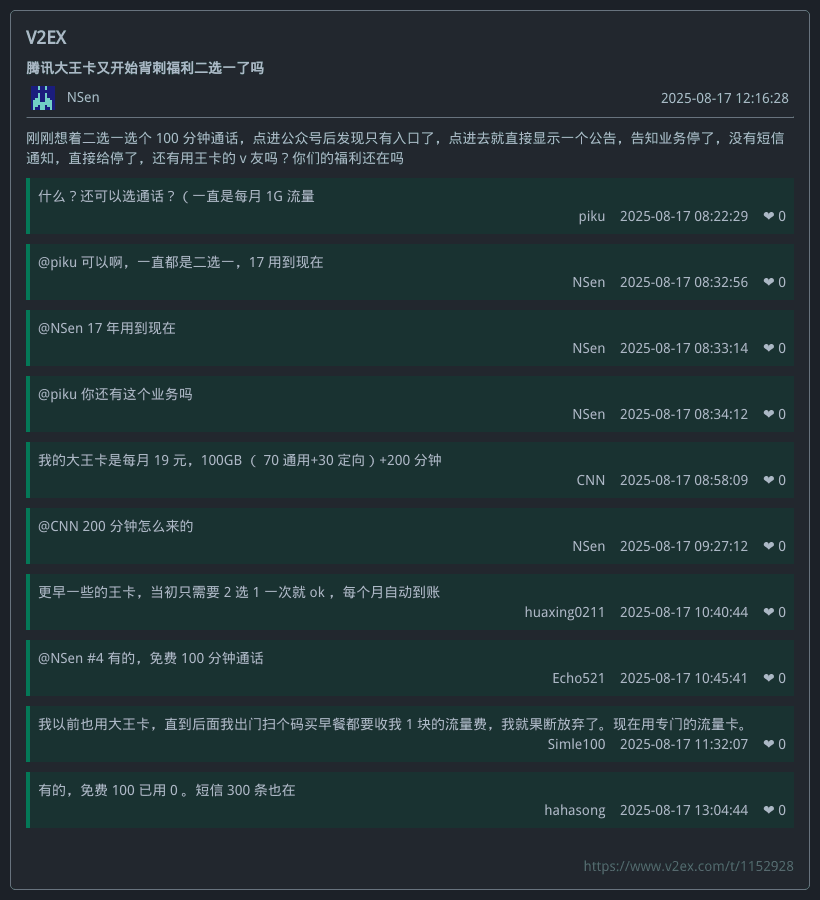 V2EX
腾讯大王卡又开始背刺福利二选一了吗
NSen 2025-08-17 12:16:28
刚刚想着二选一选个 100 分钟通话，点进公众号后发现只有入口了，点进去就直接显示一个公告，告知业务停了，没有短信
通知，直接给停了，还有用王卡的 v 友吗？你们的福利还在吗
什么？还可以选通话？（ 一直是每月 1G 流量
piku 2025-08-17 08:22:29 ❤ 0
@piku 可以啊，一直都是二选一，17 用到现在
NSen 2025-08-17 08:32:56 ❤ 0
@NSen 17 年用到现在
NSen 2025-08-17 08:33:14 ❤ 0
@piku 你还有这个业务吗
NSen 2025-08-17 08:34:12 ❤ 0
我的大王卡是每月 19 元，100GB （ 70 通用+30 定向 ）+200 分钟
CNN 2025-08-17 08:58:09 ❤ 0
@CNN 200 分钟怎么来的
NSen 2025-08-17 09:27:12 ❤ 0
更早一些的王卡，当初只需要 2 选 1 一次就 ok ，每个月自动到账
huaxing0211 2025-08-17 10:40:44 ❤ 0
@NSen #4 有的，免费 100 分钟通话
Echo521 2025-08-17 10:45:41 ❤ 0
我以前也用大王卡，直到后面我出门扫个码买早餐都要收我 1 块的流量费，我就果断放弃了。现在用专门的流量卡。
Simle100 2025-08-17 11:32:07 ❤ 0
有的，免费 100 已用 0 。短信 300 条也在
hahasong 2025-08-17 13:04:44 ❤ 0
https://www.v2ex.com/t/1152928